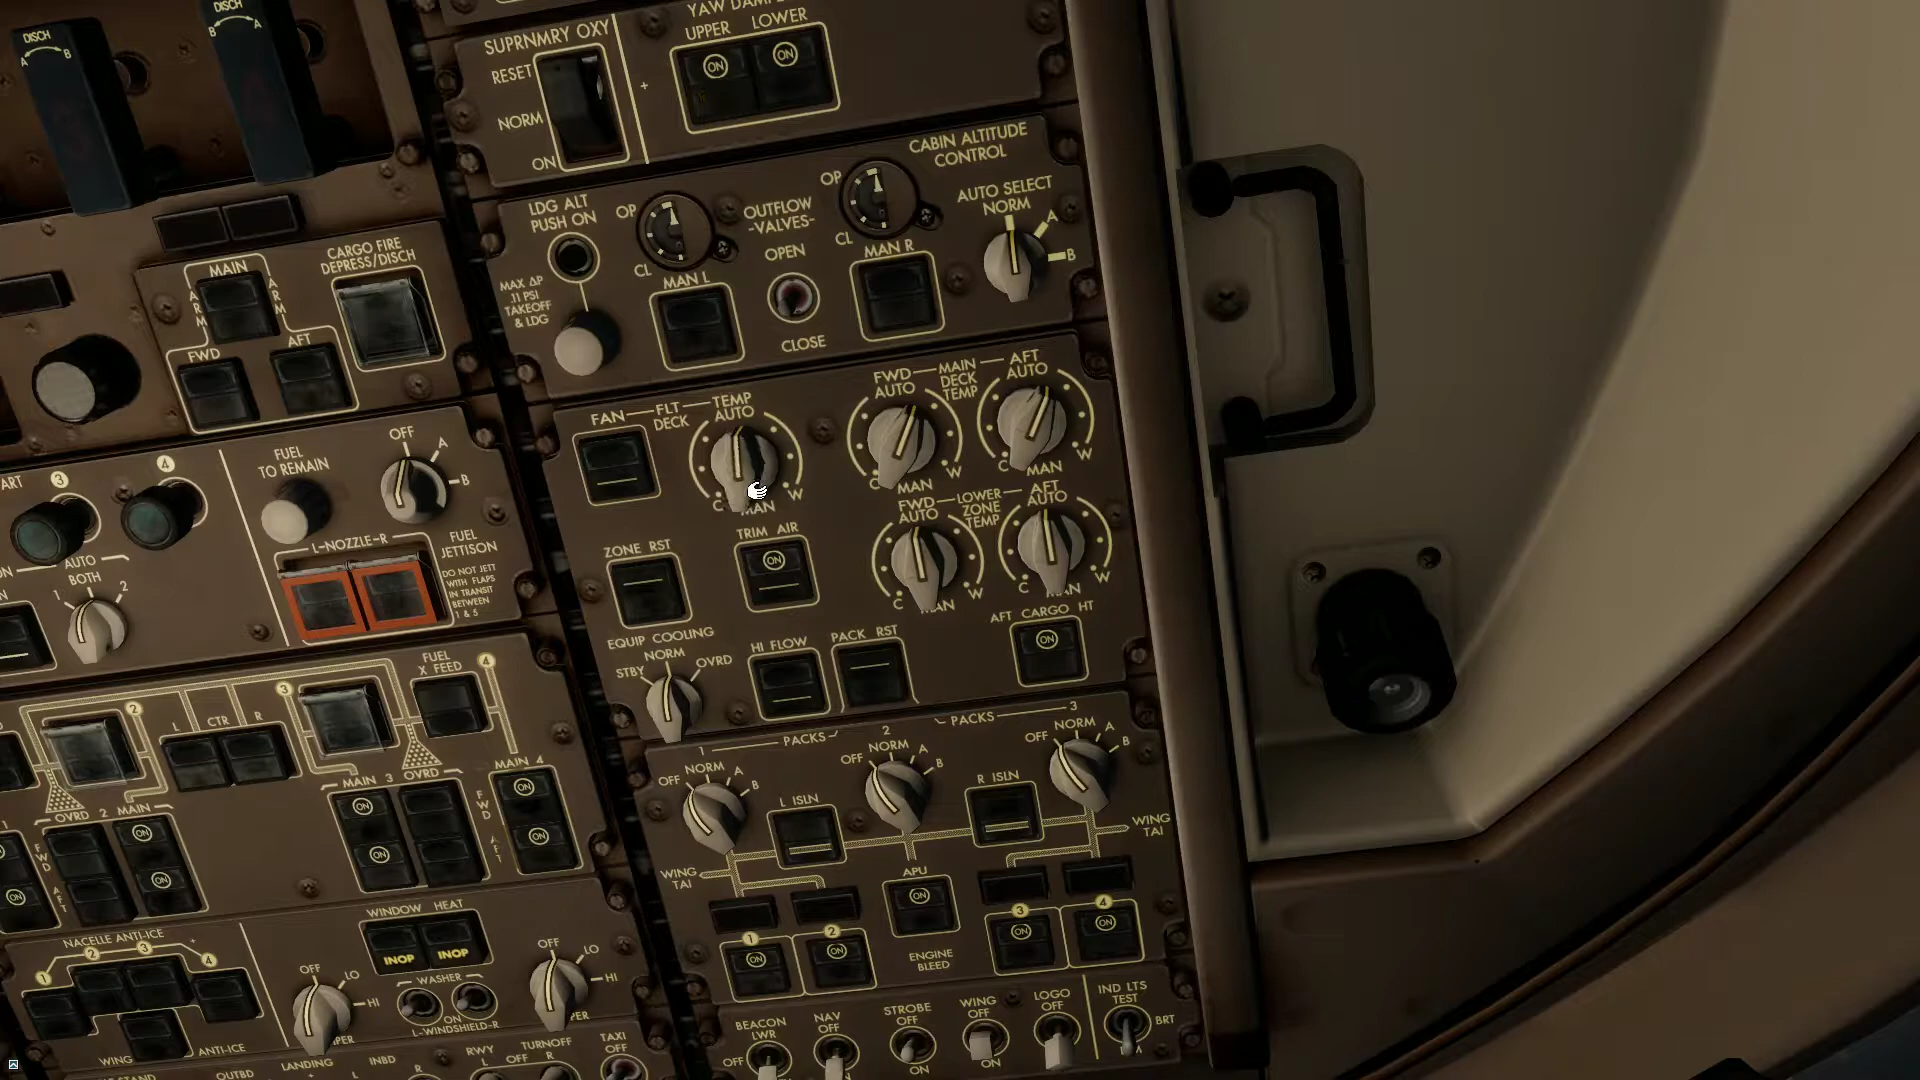 DISCH
A B
DISCH
B A
SUPRNMRY OXY
RESET
NORM
ON
UPPER LOWER
ON ON
CARGO FIRE
DEPRESS/DISCH
MAIN
ARM ARM
FWD AFT
LDG ALT
PUSH ON
MAX ΔP
.11 PSI
TAKEOFF
& LDG
OP
CL
MAN L
OUTFLOW
-VALVES-
OPEN
CLOSE
OP
CL
MAN R
CABIN ALTITUDE
CONTROL
AUTO SELECT
NORM
A
B
3 4
FUEL
TO REMAIN
OFF
A
B
L-NOZZLE-R
FUEL
JETTISON
DO NOT JETT
WITH FLAPS
IN TRANSIT
BETWEEN
1 & 5
AUTO
BOTH
1 2
FAN
FLT
DECK
TEMP
AUTO
C W
FWD
AUTO
MAIN
DECK
TEMP
AFT
AUTO
C MAN W
C MAN W
FWD
AUTO
LOWER
ZONE
TEMP
AFT
AUTO
C W
C W
ZONE RST
TRIM AIR
ON
EQUIP COOLING
NORM
STBY OVRD
HI FLOW
PACK RST
AFT CARGO HT
ON
FUEL
X FEED
2 3 4
L CTR R
OVRD 2 MAIN
MAIN 3 OVRD
MAIN 4
FWD
AFT
FWD
AFT
ON ON
ON ON
ON ON
ON
PACKS
PACKS
1 2 3
OFF NORM A B
OFF NORM A B
OFF NORM A B
L ISLN
R ISLN
WING
TAI
WING
TAI
APU
ON
1 2 3 4
ON ON ON ON
ENGINE
BLEED
NACELLE ANTI-ICE
1 2 3 4
WING ANTI-ICE
WINDOW HEAT
INOP INOP
OFF
LO
HI
WASHER
ON
L-WINDSHIELD-R
OFF
LO
HI
LANDING
OUTBD
INBD
L R
RWY
L
TURNOFF
OFF R
TAXI
OFF
BEACON
LWR
OFF
NAV
OFF
STROBE
OFF
ON
WING
OFF
ON
LOGO
OFF
IND LTS
TEST
BRT